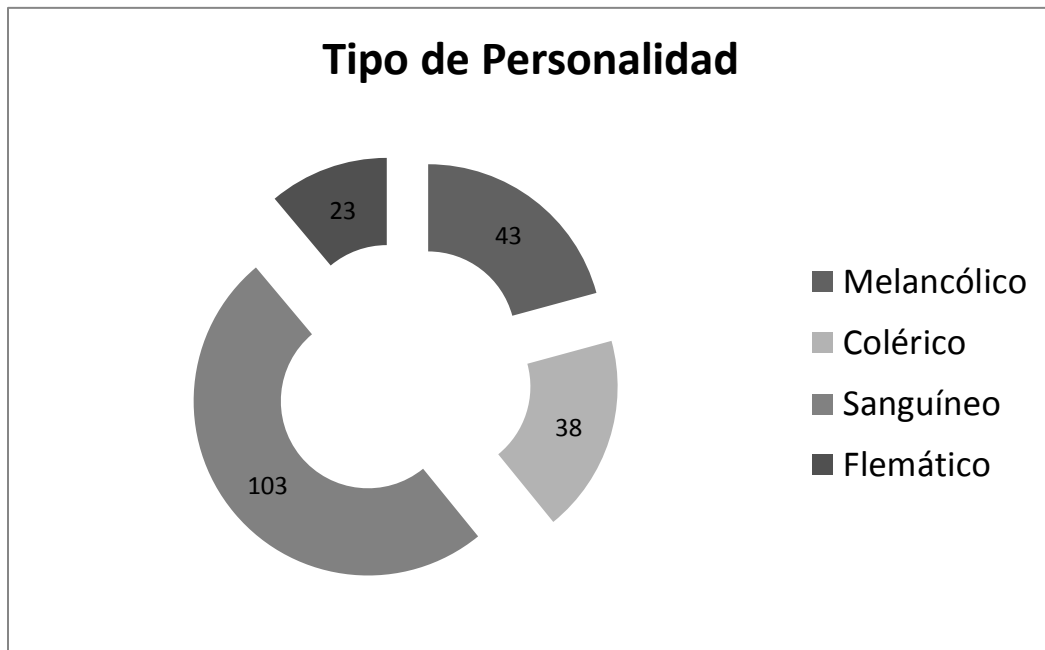 Tipo de Personalidad
23
43
38
103
Melancólico
Colérico
Sanguíneo
Flemático